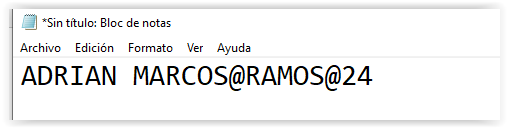 *Sin título: Bloc de notas
Archivo Edición Formato Ver Ayuda
ADRIAN MARCOS@RAMOS@24